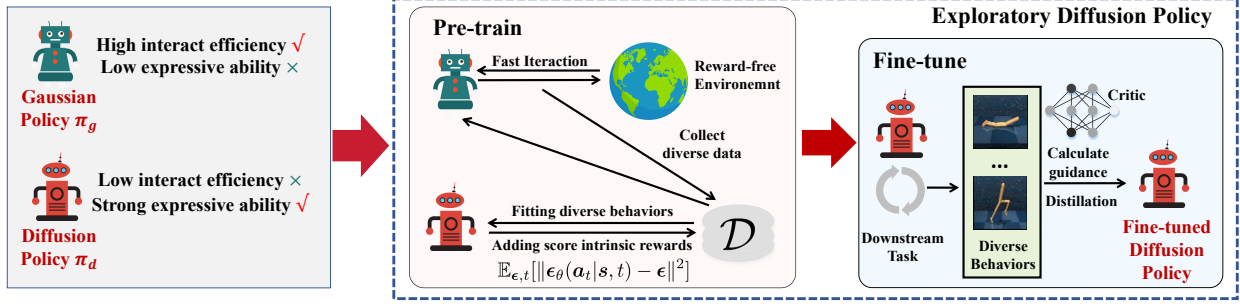 High interact efficiency √
Low expressive ability ×
Gaussian
Policy π_g
Low interact efficiency ×
Strong expressive ability √
Diffusion
Policy π_d
Exploratory Diffusion Policy
Pre-train
Fast Iteraction
Reward-free
Environemnt
Collect
diverse data
Fitting diverse behaviors
Adding score intrinsic rewards
𝔼_{ϵ,t}[‖ϵ_θ(a_t|s, t) − ϵ‖²]
𝒟
Fine-tune
Critic
...
Calculate
guidance
Distillation
Downstream
Task
Diverse
Behaviors
Fine-tuned
Diffusion
Policy